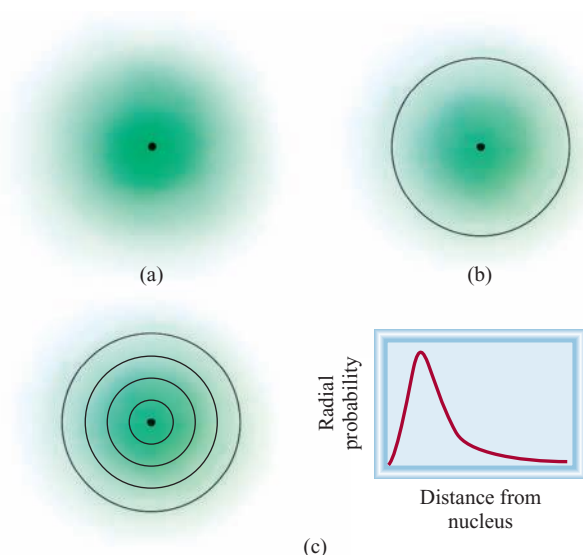 (a)
(b)
Radial
probability
Distance from
nucleus
(c)